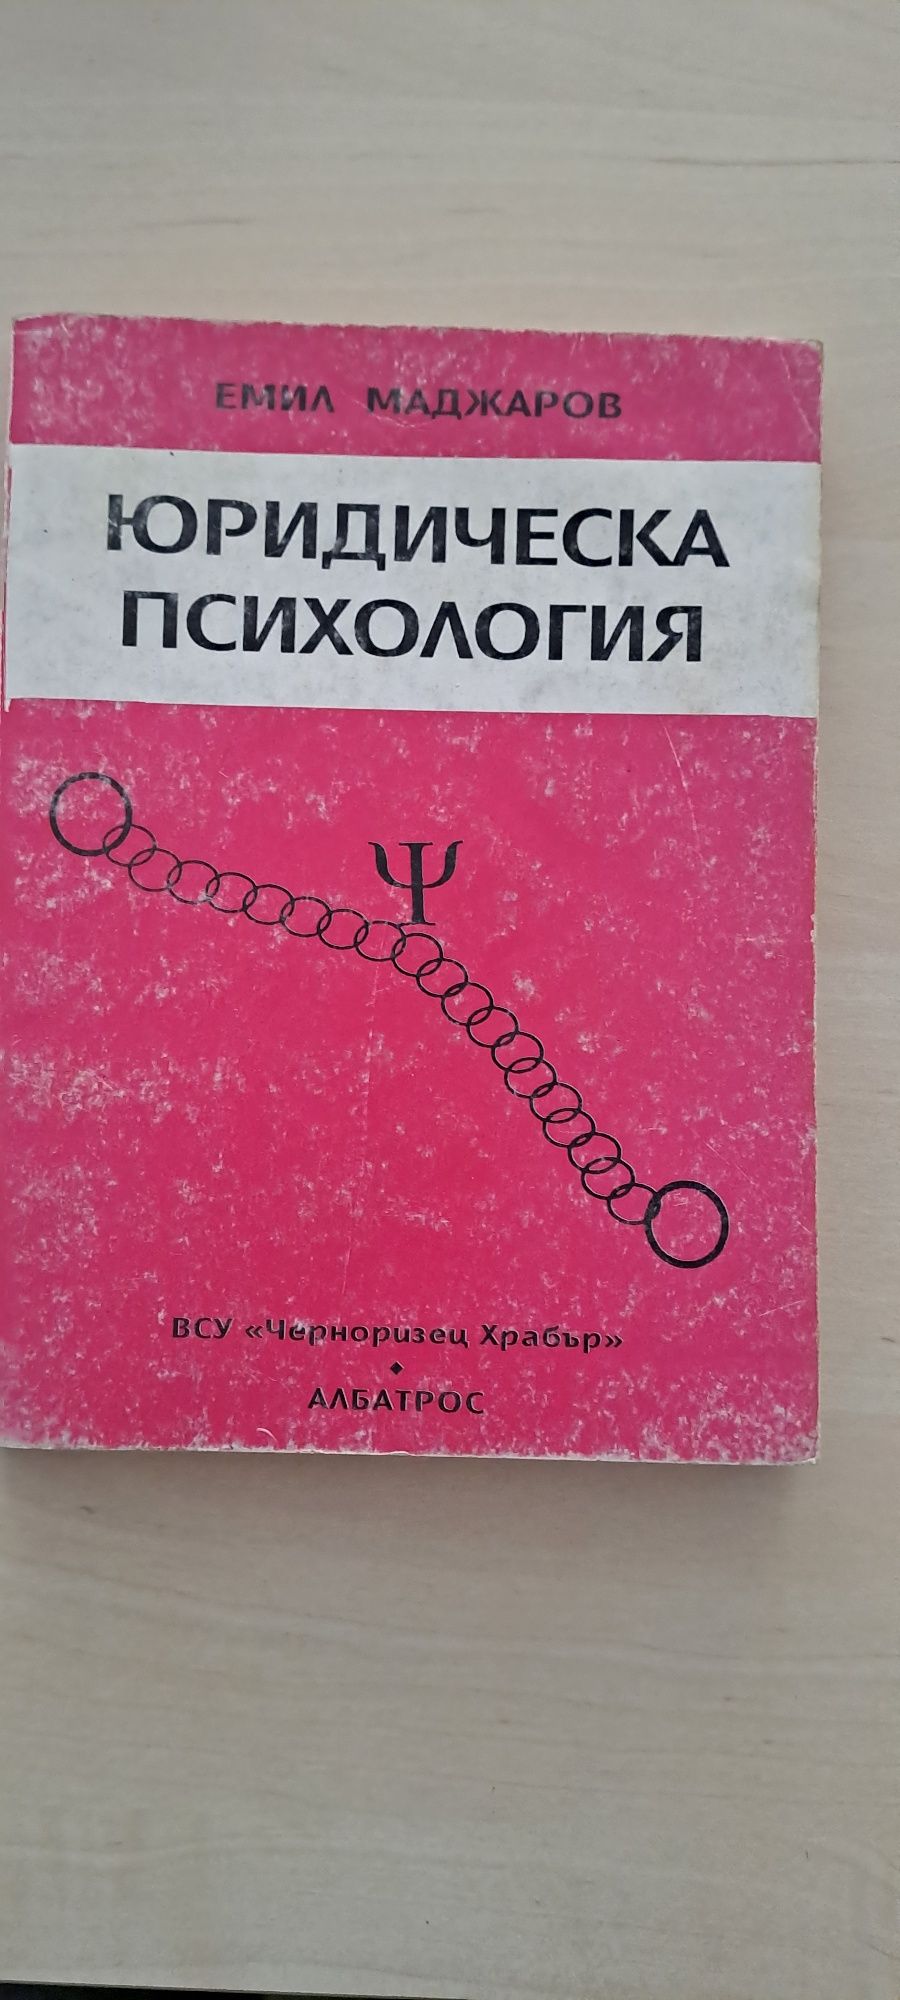 ЕМИЛ МАДЖАРОВ
ЮРИДИЧЕСКА
ПСИХОЛОГИЯ
Ψ
ВСУ «Черноризец Храбър»
АЛБАТРОС